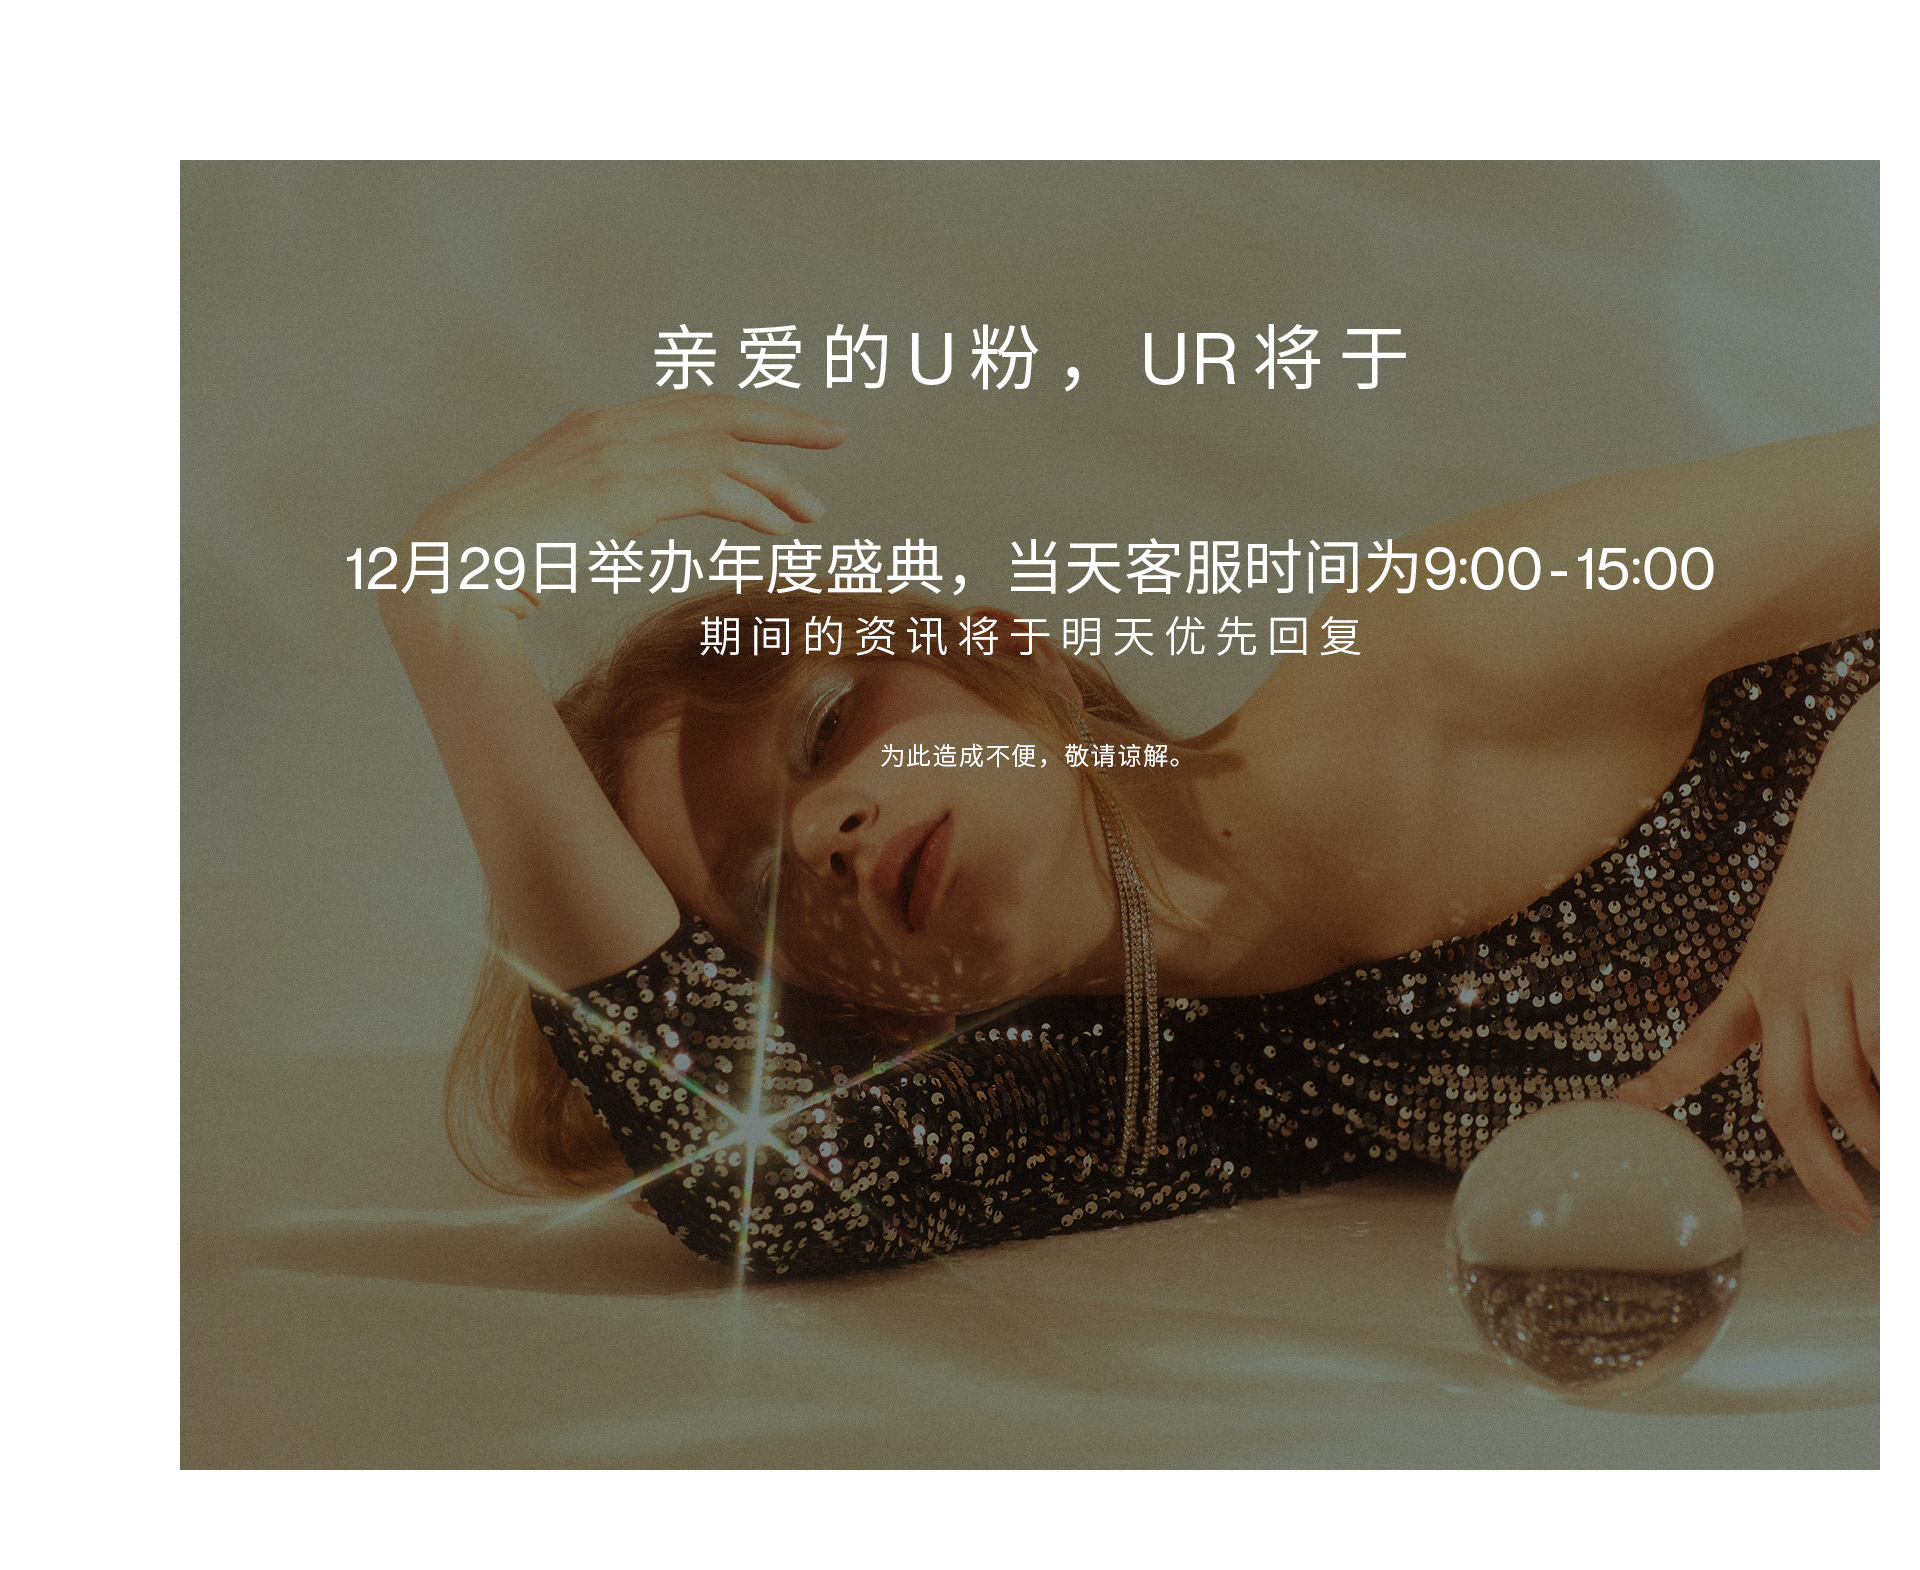 亲爱的U粉，UR将于
12月29日举办年度盛典，当天客服时间为9:00-15:00
期间的资讯将于明天优先回复
为此造成不便，敬请谅解。